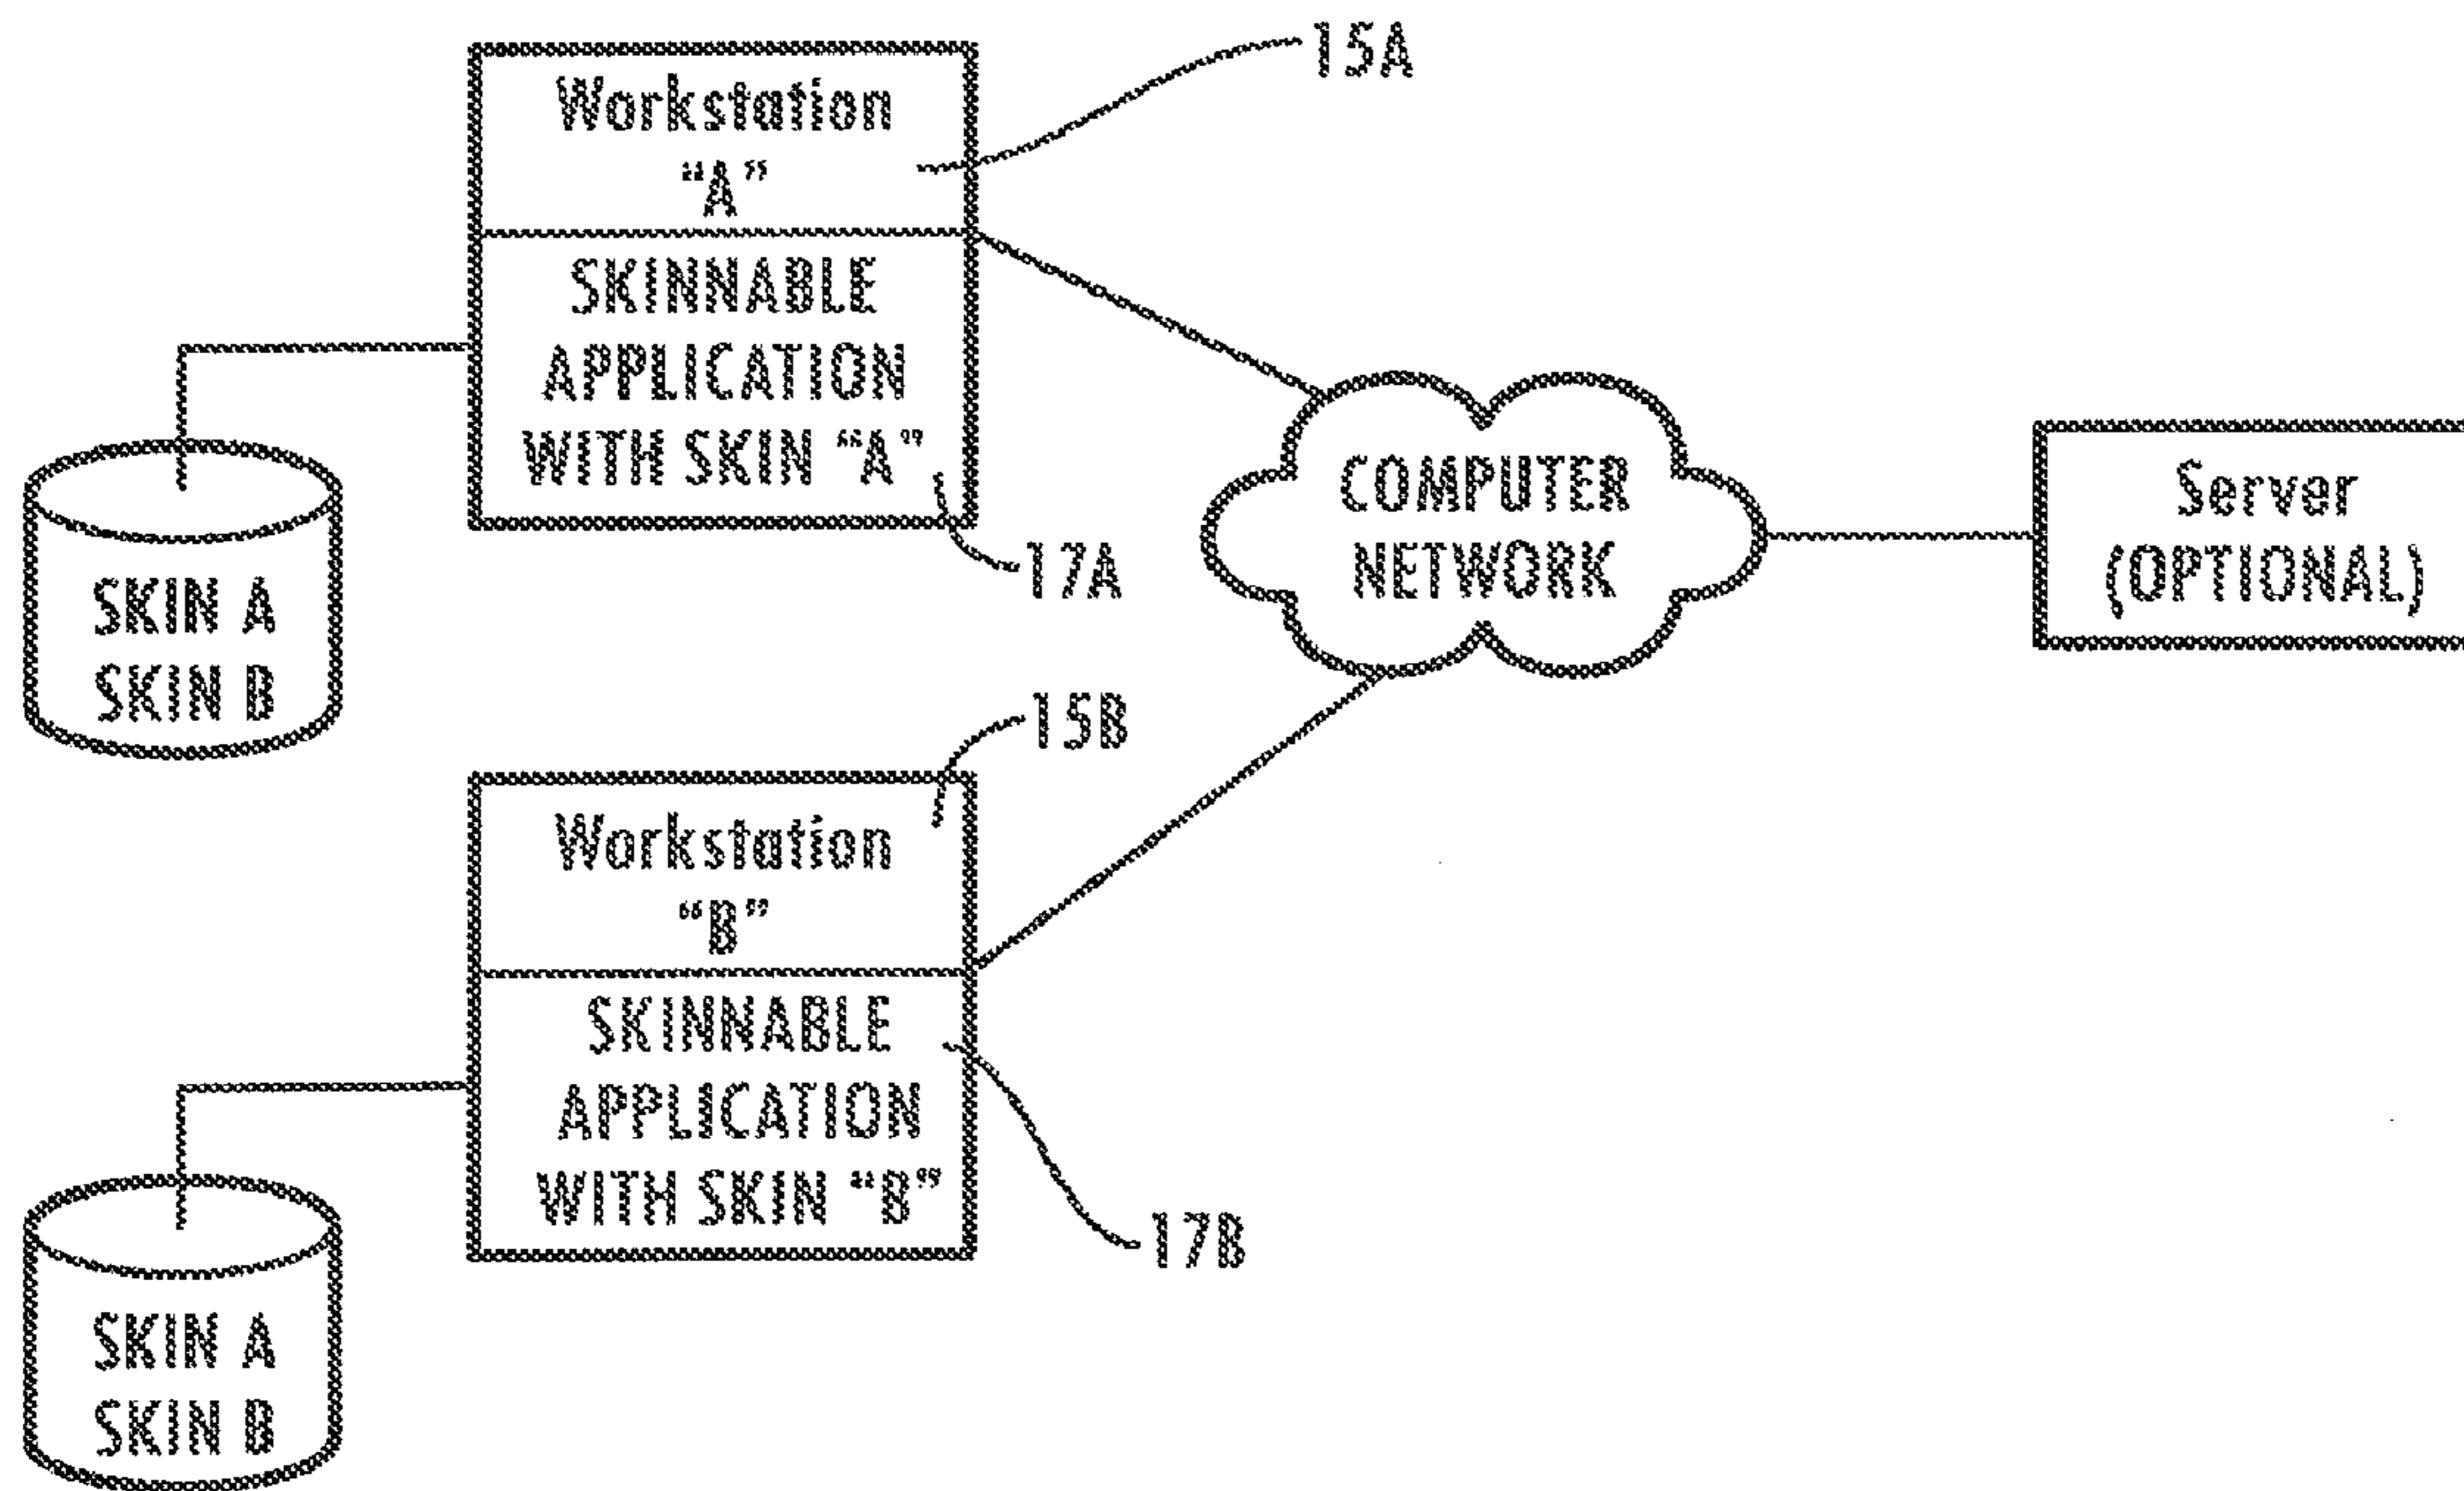 15A
Workstation
“A”
SKINNABLE
APPLICATION
WITH SKIN “A”
17A
SKIN A
SKIN B
COMPUTER
NETWORK
Server
(OPTIONAL)
15B
Workstation
“B”
SKINNABLE
APPLICATION
WITH SKIN “B”
17B
SKIN A
SKIN B